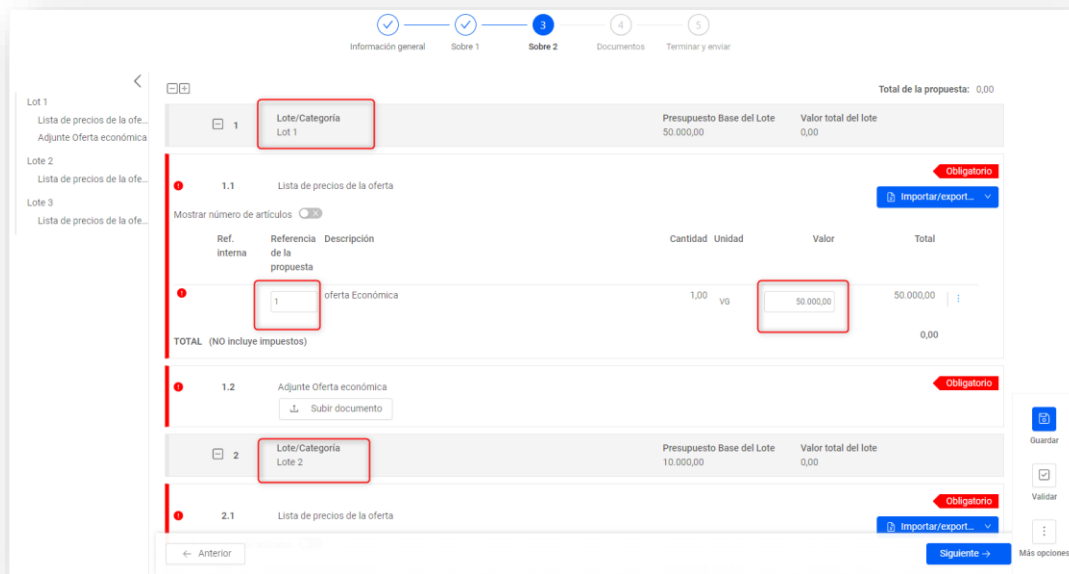 3
4
5
Información general
Sobre 1
Sobre 2
Documentos
Terminar y enviar
Lot 1
Lista de precios de la ofe...
Adjunte Oferta económica
Lote 2
Lista de precios de la ofe...
Lote 3
Lista de precios de la ofe...
Total de la propuesta: 0,00
1
Lote/Categoría
Lot 1
Presupuesto Base del Lote
50.000,00
Valor total del lote
0,00
Obligatorio
1.1
Lista de precios de la oferta
Importar/export...
Mostrar número de artículos
Ref. interna
Referencia de la propuesta
Descripción
Cantidad
Unidad
Valor
Total
1
oferta Económica
1,00
VG
50.000,00
50.000,00
TOTAL (NO incluye impuestos)
0,00
1.2
Adjunte Oferta económica
Obligatorio
Subir documento
2
Lote/Categoría
Lote 2
Presupuesto Base del Lote
10.000,00
Valor total del lote
0,00
Obligatorio
2.1
Lista de precios de la oferta
Importar/export...
Anterior
Siguiente
Guardar
Validar
Más opciones